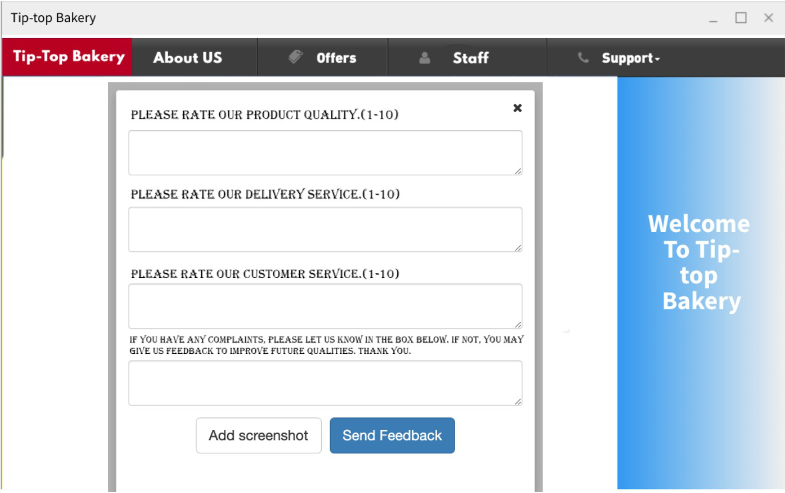 Tip-top Bakery
Tip-Top Bakery About US Offers Staff Support
PLEASE RATE OUR PRODUCT QUALITY.(1-10)
PLEASE RATE OUR DELIVERY SERVICE.(1-10)
PLEASE RATE OUR CUSTOMER SERVICE.(1-10)
IF YOU HAVE ANY COMPLAINTS, PLEASE LET US KNOW IN THE BOX BELOW. IF NOT, YOU MAY
GIVE US FEEDBACK TO IMPROVE FUTURE QUALITIES. THANK YOU.
Add screenshot Send Feedback
Welcome
To Tip-
top
Bakery